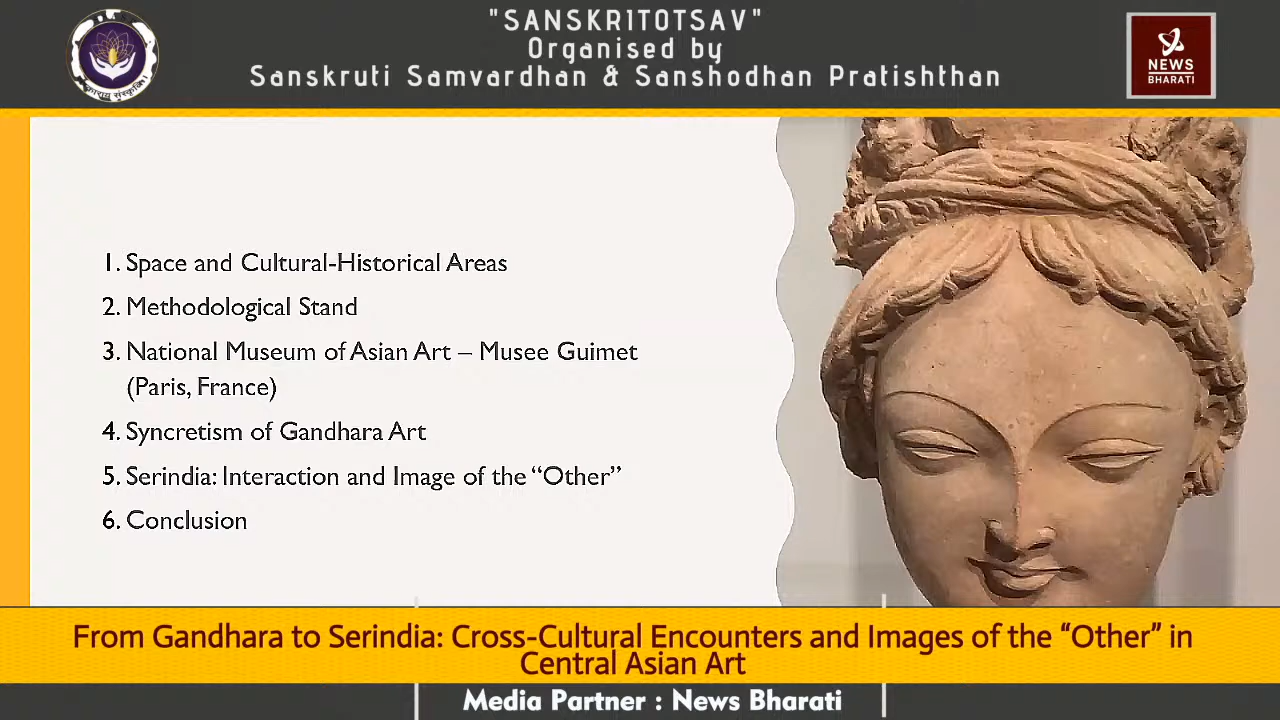 "SANSKRITOTSAV"
Organised by
Sanskruti Samvardhan & Sanshodhan Pratishthan
NEWS
BHARATI
1. Space and Cultural-Historical Areas
2. Methodological Stand
3. National Museum of Asian Art – Musee Guimet
(Paris, France)
4. Syncretism of Gandhara Art
5. Serindia: Interaction and Image of the “Other”
6. Conclusion
From Gandhara to Serindia: Cross-Cultural Encounters and Images of the “Other” in
Central Asian Art
Media Partner : News Bharati